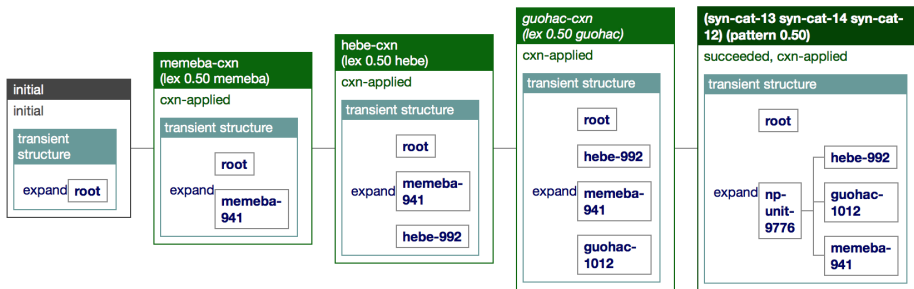 initial
initial
transient
structure
expand
root
memeba-cxn
(lex 0.50 memeba)
cxn-applied
transient structure
root
expand
memeba-
941
hebe-cxn
(lex 0.50 hebe)
cxn-applied
transient structure
root
expand
memeba-
941
hebe-992
guohac-cxn
(lex 0.50 guohac)
cxn-applied
transient structure
root
hebe-992
expand
memeba-
941
guohac-
1012
(syn-cat-13 syn-cat-14 syn-cat-
12) (pattern 0.50)
succeeded, cxn-applied
transient structure
root
expand
np-
unit-
9776
hebe-992
guohac-
1012
memeba-
941